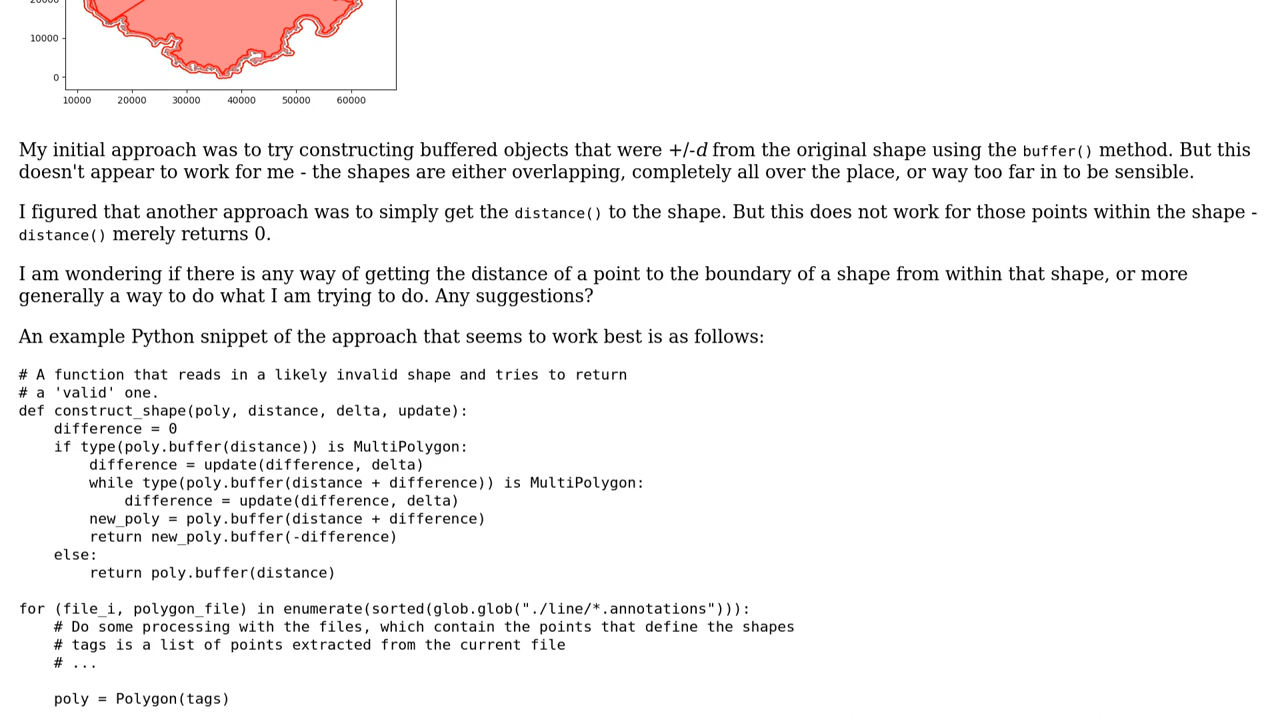 20000
10000
0
10000 20000 30000 40000 50000 60000
My initial approach was to try constructing buffered objects that were +/-d from the original shape using the buffer() method. But this
doesn't appear to work for me - the shapes are either overlapping, completely all over the place, or way too far in to be sensible.
I figured that another approach was to simply get the distance() to the shape. But this does not work for those points within the shape -
distance() merely returns 0.
I am wondering if there is any way of getting the distance of a point to the boundary of a shape from within that shape, or more
generally a way to do what I am trying to do. Any suggestions?
An example Python snippet of the approach that seems to work best is as follows:
# A function that reads in a likely invalid shape and tries to return
# a 'valid' one.
def construct_shape(poly, distance, delta, update):
    difference = 0
    if type(poly.buffer(distance)) is MultiPolygon:
        difference = update(difference, delta)
        while type(poly.buffer(distance + difference)) is MultiPolygon:
            difference = update(difference, delta)
        new_poly = poly.buffer(distance + difference)
        return new_poly.buffer(-difference)
    else:
        return poly.buffer(distance)
for (file_i, polygon_file) in enumerate(sorted(glob.glob("./line/*.annotations"))):
    # Do some processing with the files, which contain the points that define the shapes
    # tags is a list of points extracted from the current file
    # ...
    poly = Polygon(tags)